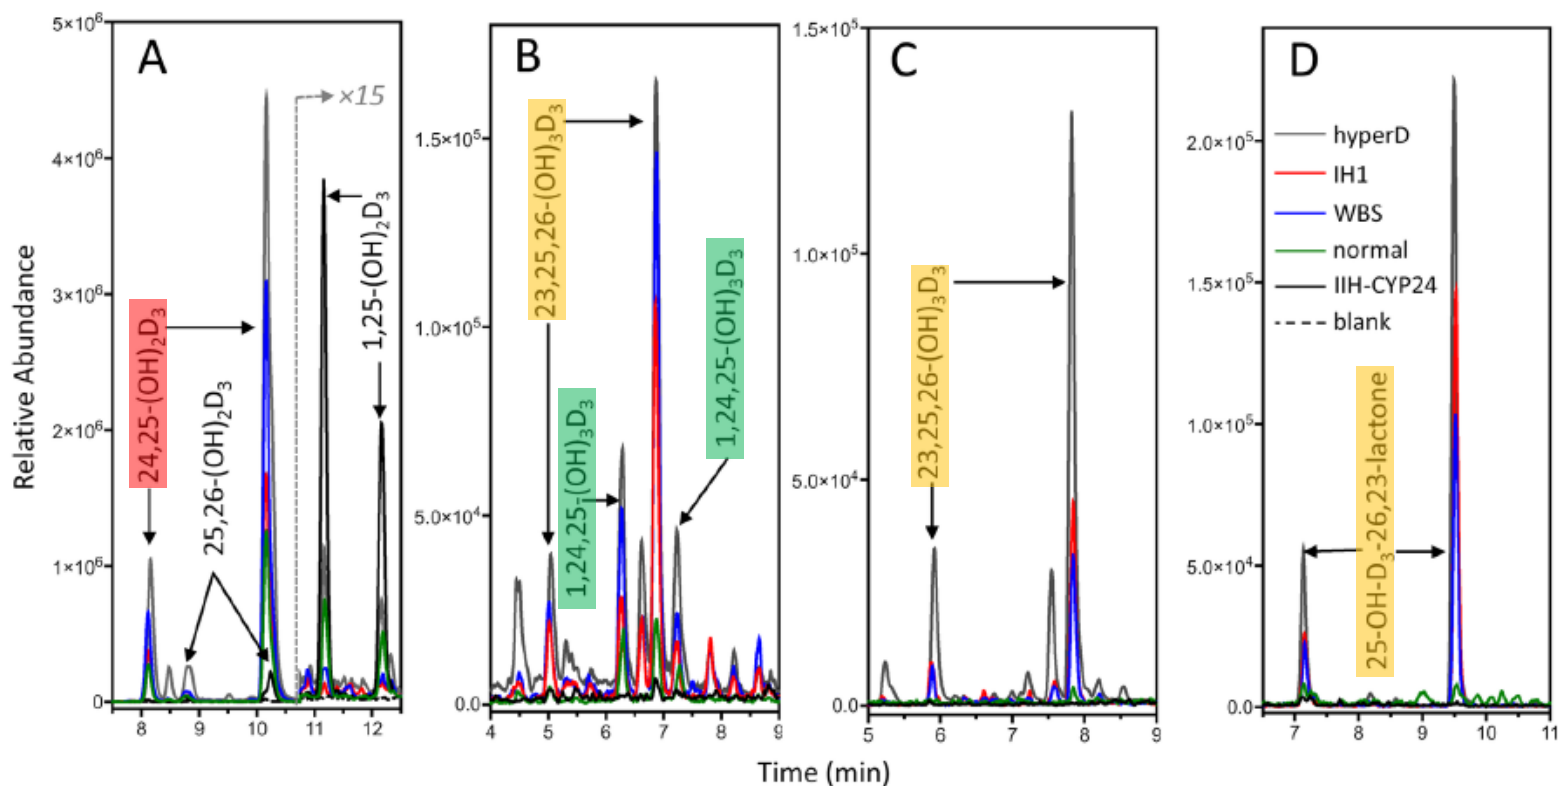 A
B
C
D
5×10⁶
4×10⁶
3×10⁶
2×10⁶
1×10⁶
0
×15
24,25-(OH)₂D₃
25,26-(OH)₂D₃
1,25-(OH)₂D₃
8 9 10 11 12
1.5×10⁵
1.0×10⁵
5.0×10⁴
0.0
23,25,26-(OH)₃D₃
1,24,25-(OH)₃D₃
1,24,25-(OH)₃D₃
4 5 6 7 8 9
1.5×10⁵
1.0×10⁵
5.0×10⁴
0.0
23,25,26-(OH)₃D₃
5 6 7 8 9
2.0×10⁵
1.5×10⁵
1.0×10⁵
5.0×10⁴
0.0
hyperD
IH1
WBS
normal
IIH-CYP24
blank
25-OH-D₃-26,23-lactone
7 8 9 10 11
Relative Abundance
Time (min)